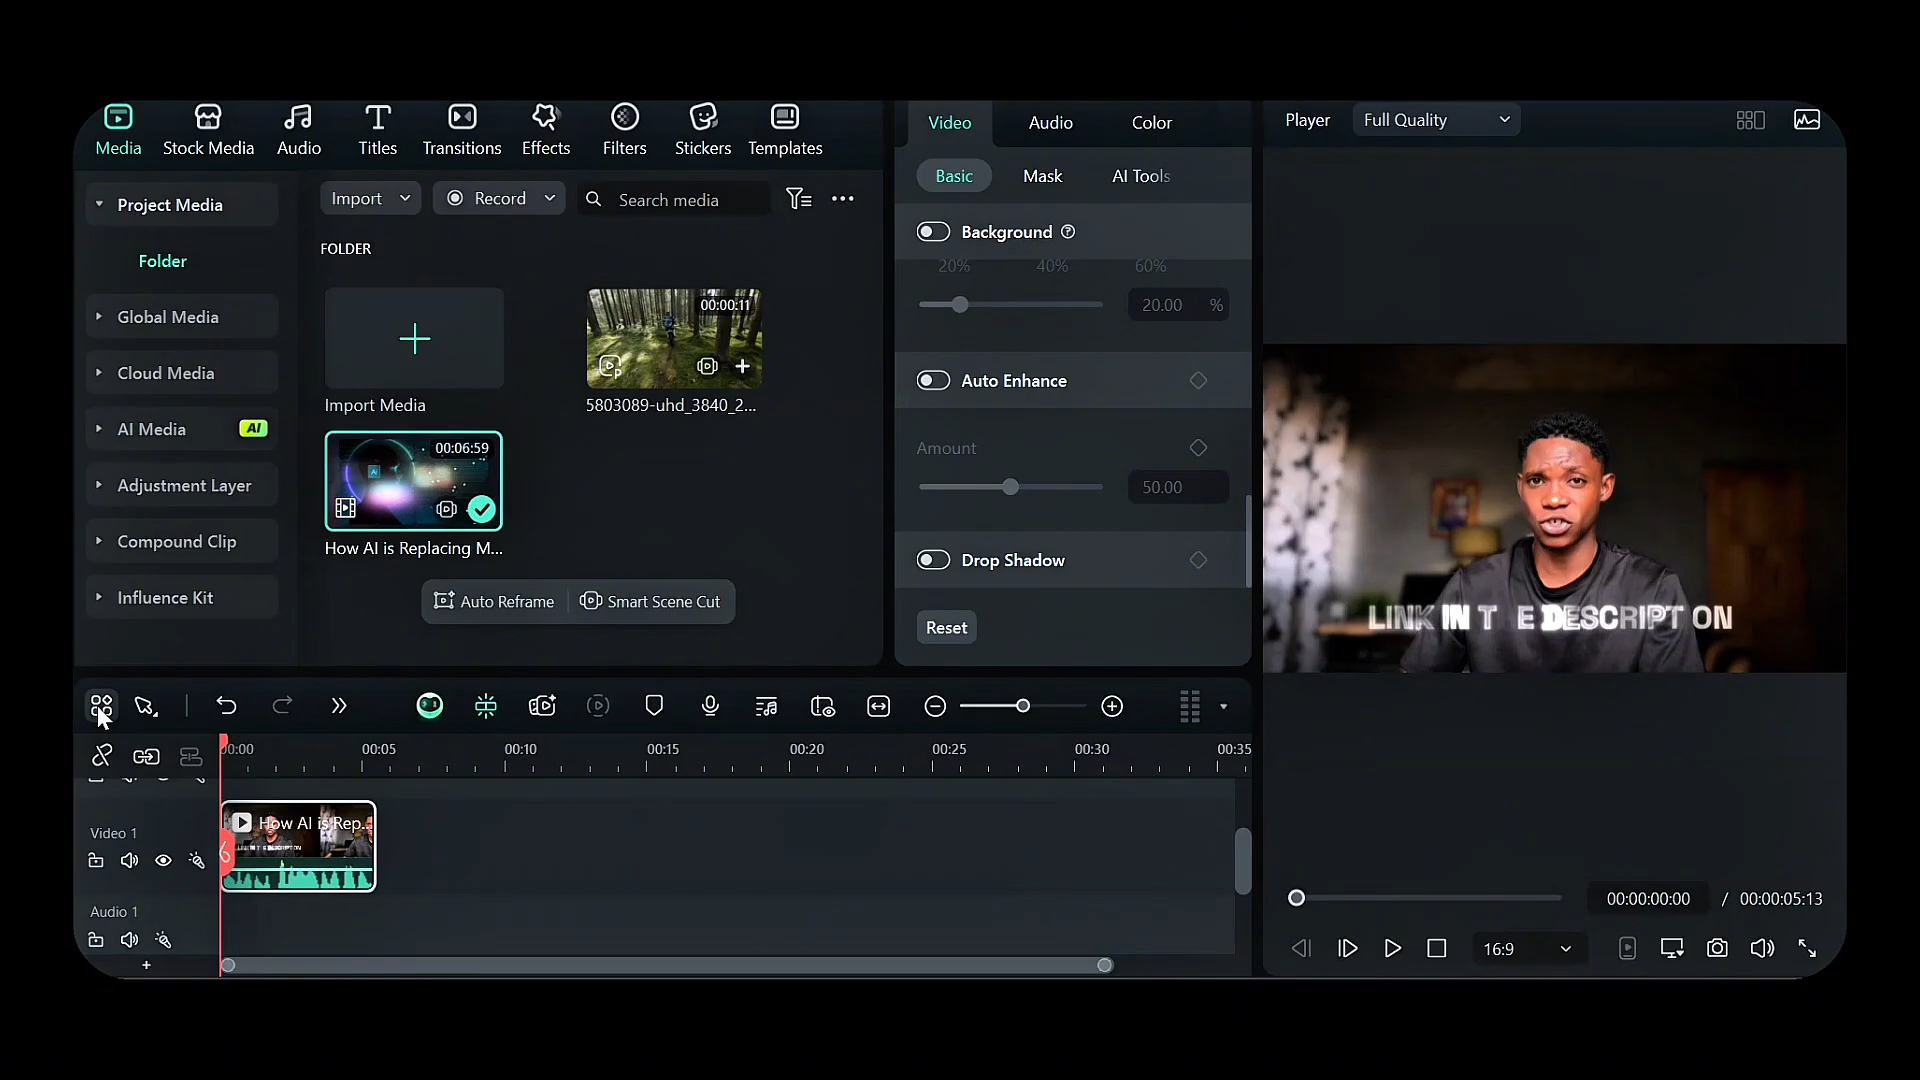 Media
Stock Media
Audio
Titles
Transitions
Effects
Filters
Stickers
Templates
Project Media
Folder
Global Media
Cloud Media
AI Media
AI
Adjustment Layer
Compound Clip
Influence Kit
Import
Record
Search media
FOLDER
Import Media
00:00:11
5803089-uhd_3840_2...
00:06:59
How AI is Replacing M...
Auto Reframe
Smart Scene Cut
Video
Audio
Color
Basic
Mask
AI Tools
Background
20%
40%
60%
20.00
%
Auto Enhance
Amount
50.00
Drop Shadow
Reset
Player
Full Quality
LINK IN T E DESCRIPT ON
00:00:00:00
/
00:00:05:13
16:9
00:00
00:05
00:10
00:15
00:20
00:25
00:30
00:35
Video 1
How AI is Rep...
Audio 1